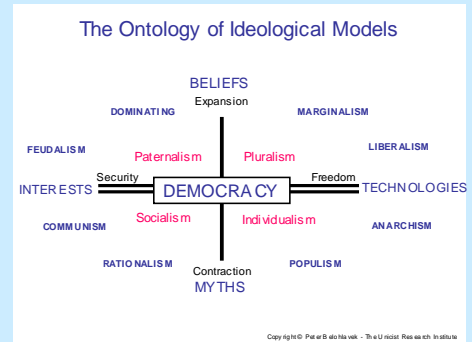 The Ontology of Ideological Models
BELIEFS
Expansion
DOMINATING
MARGINALISM
FEUDALISM
LIBERALISM
Paternalism
Pluralism
Security
Freedom
INTERESTS
DEMOCRACY
TECHNOLOGIES
Socialism
Individualism
COMMUNISM
ANARCHISM
RATIONALISM
POPULISM
Contraction
MYTHS
Copyright © Peter Belohlavek - The Unicist Research Institute